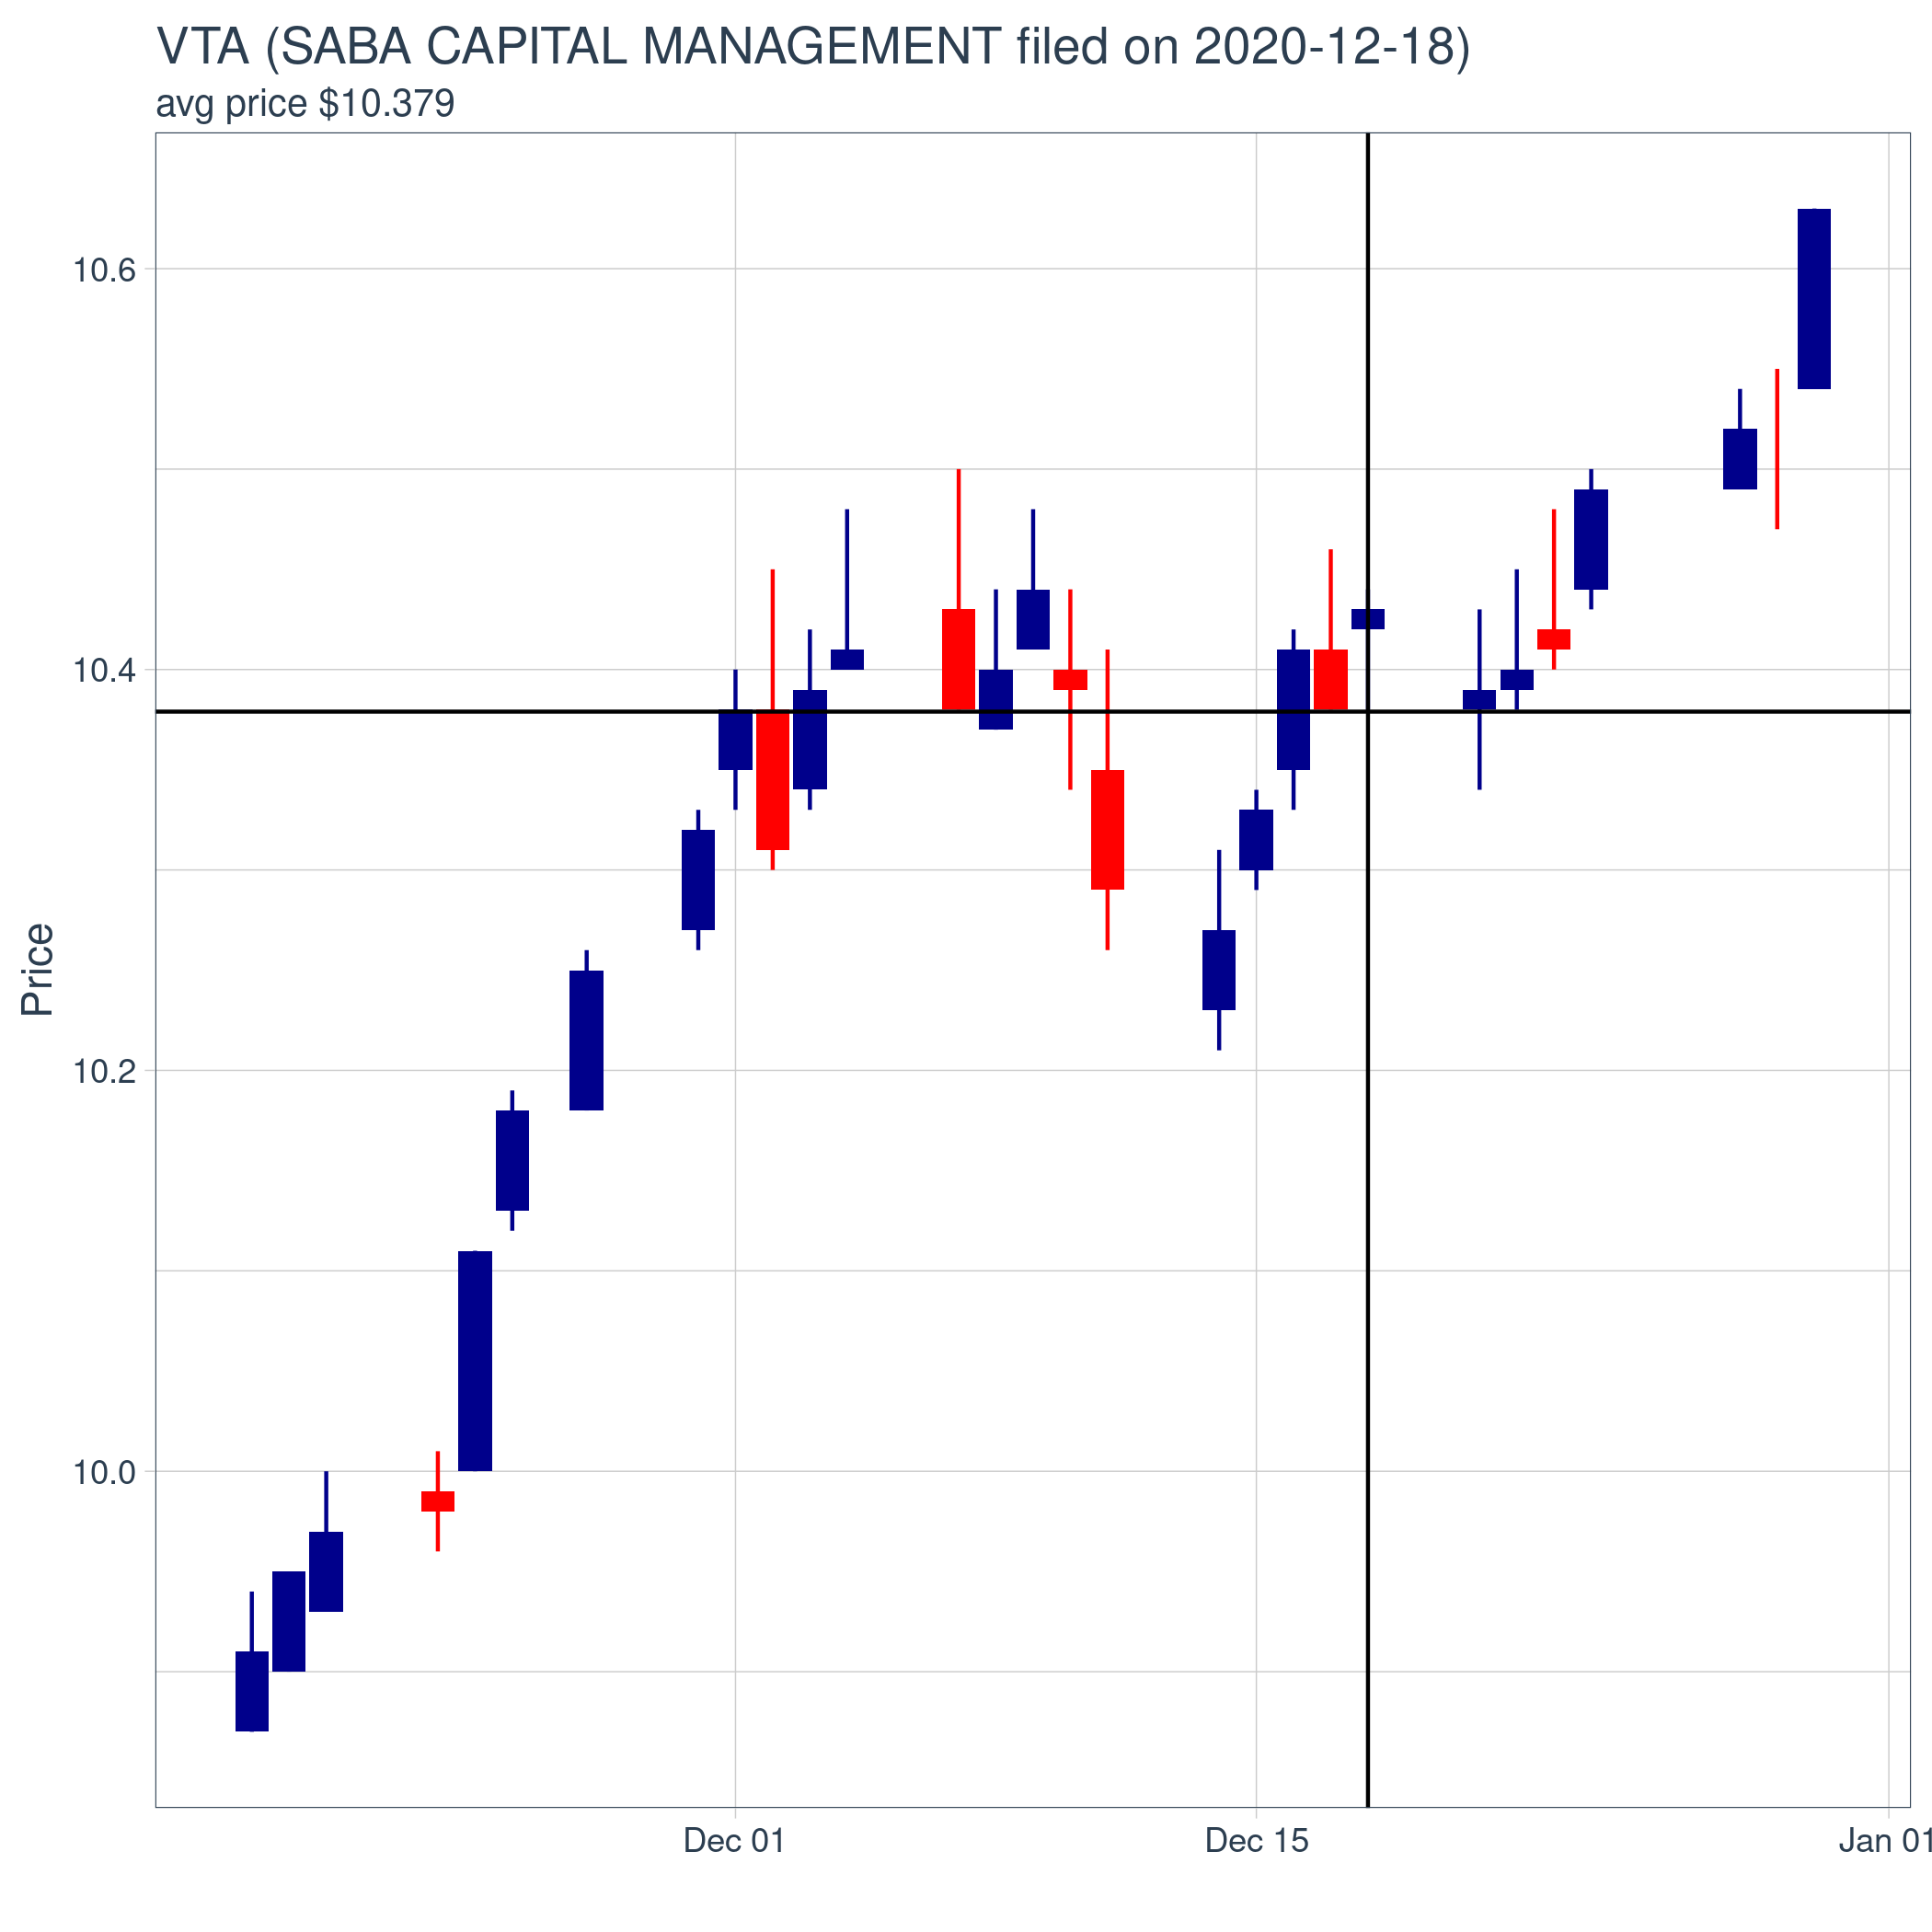 VTA (SABA CAPITAL MANAGEMENT filed on 2020-12-18)
avg price $10.379
10.6
10.4
10.2
10.0
Price
Dec 01
Dec 15
Jan 01